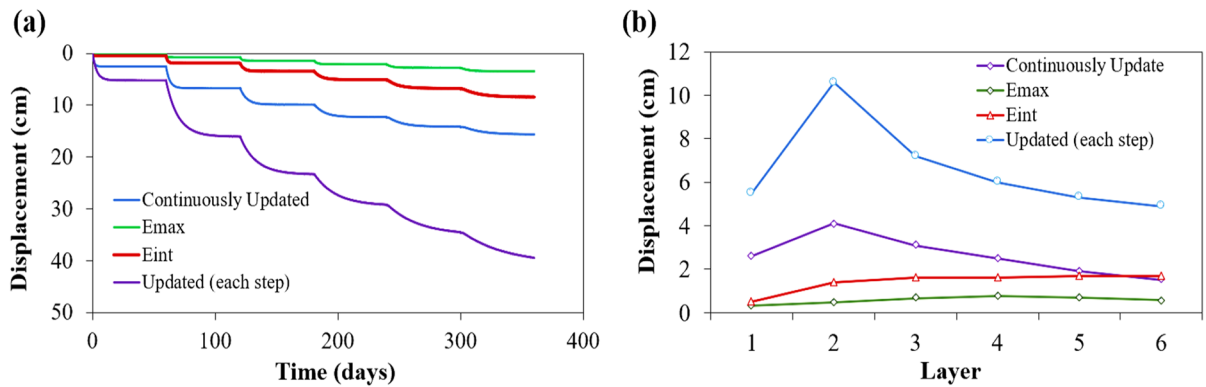 (a)
Displacement (cm)
0
10
20
30
40
50
Continuously Updated
Emax
Eint
Updated (each step)
0
100
200
300
400
Time (days)
(b)
Displacement (cm)
12
10
8
6
4
2
0
Continuously Update
Emax
Eint
Updated (each step)
1
2
3
4
5
6
Layer